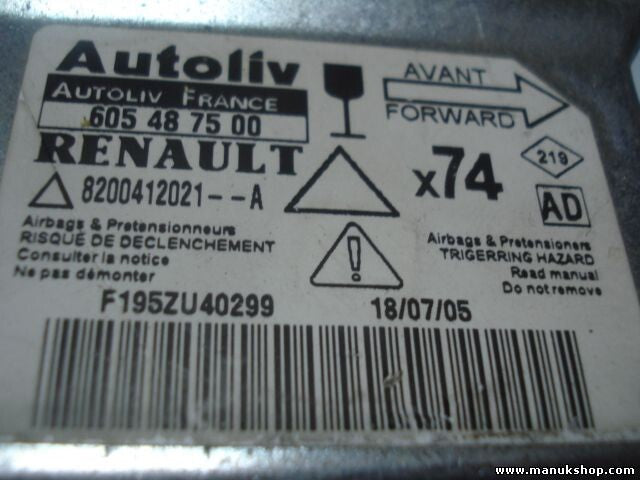 Autoliv
AUTOLIV FRANCE
605 48 75 00
RENAULT
8200412021--A
Airbags & Pretensionneurs
RISQUE DE DECLENCHEMENT
Consulter la notice
Ne pas démonter
AVANT
FORWARD
x74
219
AD
Airbags & Pretensioners
TRIGERRING HAZARD
Read manual
Do not remove
F195ZU40299
18/07/05
www.manukshop.com